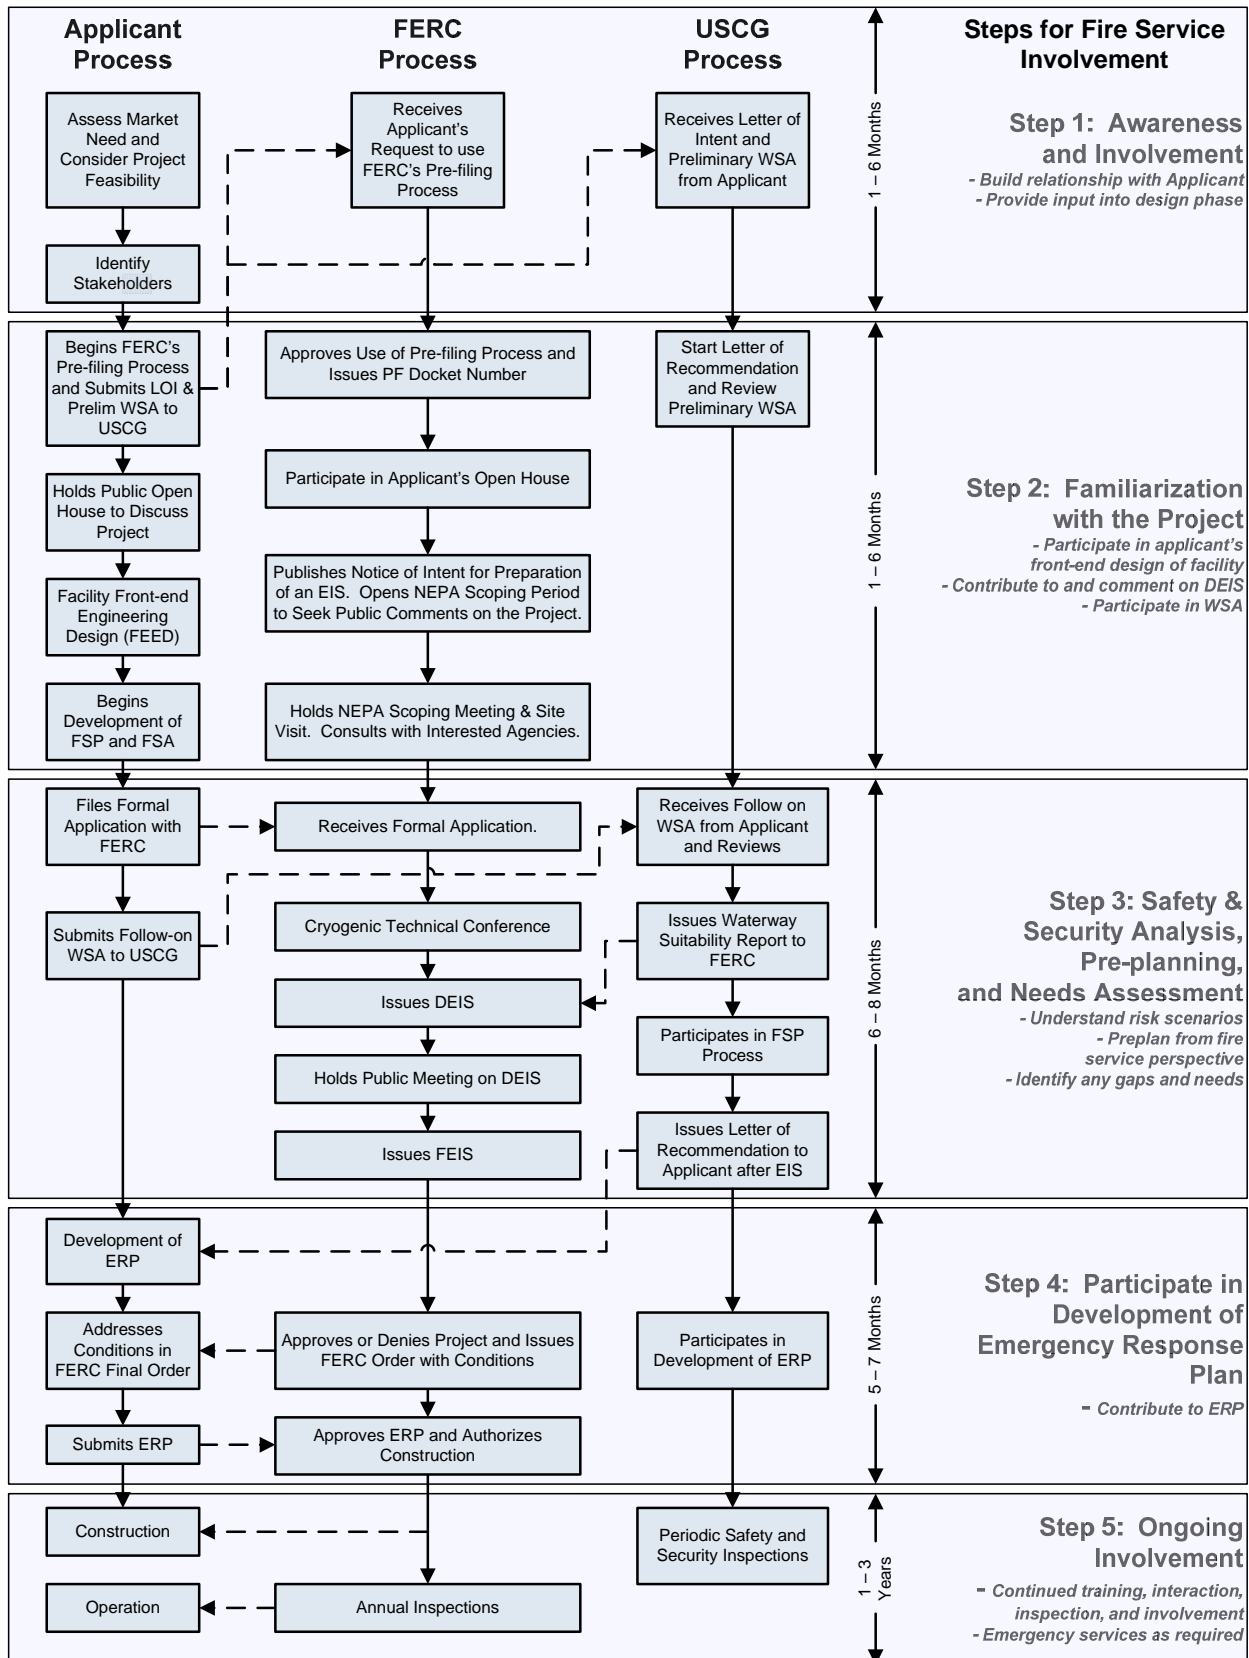 Applicant
Process
FERC
Process
USCG
Process
Steps for Fire Service
Involvement
Assess Market
Need and
Consider Project
Feasibility
Identify
Stakeholders
Receives
Applicant's
Request to use
FERC's Pre-filing
Process
Receives Letter of
Intent and
Preliminary WSA
from Applicant
1 – 6 Months
Step 1: Awareness
and Involvement
- Build relationship with Applicant
- Provide input into design phase
Begins FERC's
Pre-filing Process
and Submits LOI &
Prelim WSA to
USCG
Holds Public Open
House to Discuss
Project
Facility Front-end
Engineering
Design (FEED)
Begins
Development of
FSP and FSA
Approves Use of Pre-filing Process and
Issues PF Docket Number
Participate in Applicant's Open House
Publishes Notice of Intent for Preparation
of an EIS. Opens NEPA Scoping Period
to Seek Public Comments on the Project.
Holds NEPA Scoping Meeting & Site
Visit. Consults with Interested Agencies.
Start Letter of
Recommendation
and Review
Preliminary WSA
1 – 6 Months
Step 2: Familiarization
with the Project
- Participate in applicant's
front-end design of facility
- Contribute to and comment on DEIS
- Participate in WSA
Files Formal
Application with
FERC
Submits Follow-on
WSA to USCG
Receives Formal Application.
Cryogenic Technical Conference
Issues DEIS
Holds Public Meeting on DEIS
Issues FEIS
Receives Follow on
WSA from Applicant
and Reviews
Issues Waterway
Suitability Report to
FERC
Participates in FSP
Process
Issues Letter of
Recommendation to
Applicant after EIS
6 – 8 Months
Step 3: Safety &
Security Analysis,
Pre-planning,
and Needs Assessment
- Understand risk scenarios
- Preplan from fire
service perspective
- Identify any gaps and needs
Development of
ERP
Addresses
Conditions in
FERC Final Order
Submits ERP
Approves or Denies Project and Issues
FERC Order with Conditions
Approves ERP and Authorizes
Construction
Participates in
Development of ERP
5 – 7 Months
Step 4: Participate in
Development of
Emergency Response
Plan
- Contribute to ERP
Construction
Operation
Annual Inspections
Periodic Safety and
Security Inspections
1 – 3
Years
Step 5: Ongoing
Involvement
- Continued training, interaction,
inspection, and involvement
- Emergency services as required